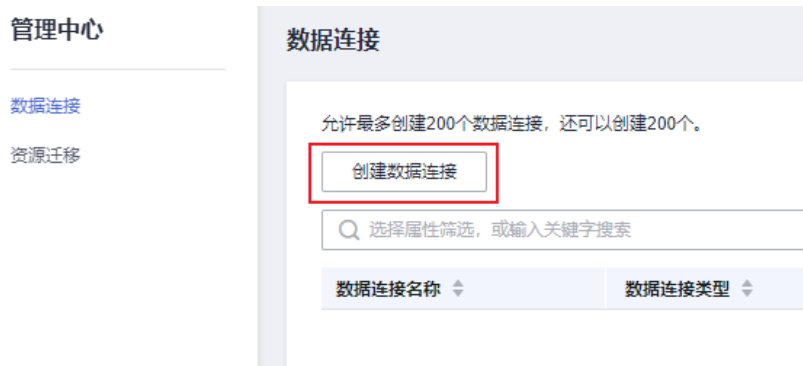 管理中心
数据连接
资源迁移
数据连接
允许最多创建200个数据连接，还可以创建200个。
创建数据连接
选择属性筛选，或输入关键字搜索
数据连接名称 数据连接类型